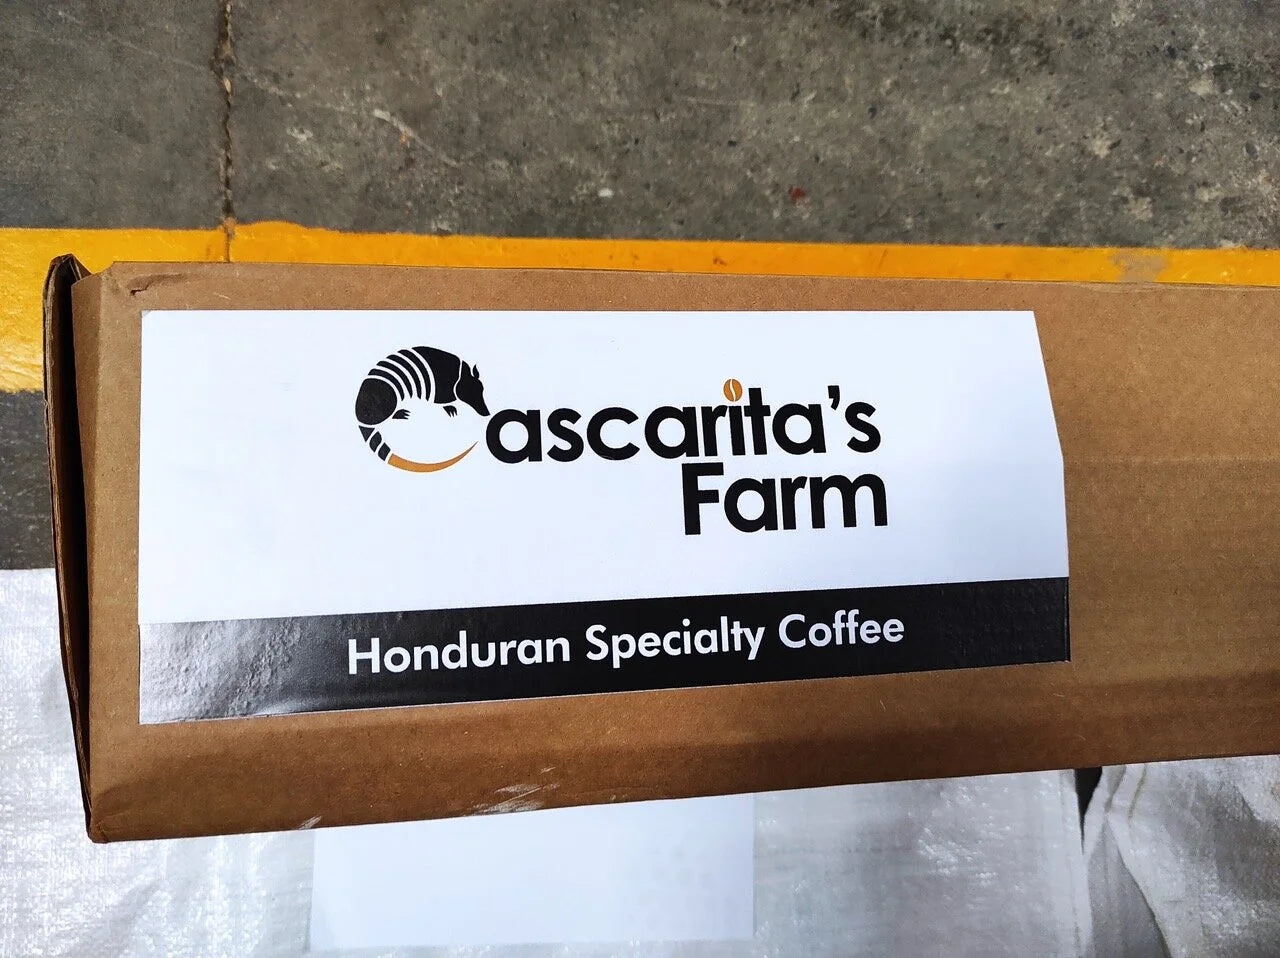 Cascarita's
Farm
Honduran Specialty Coffee